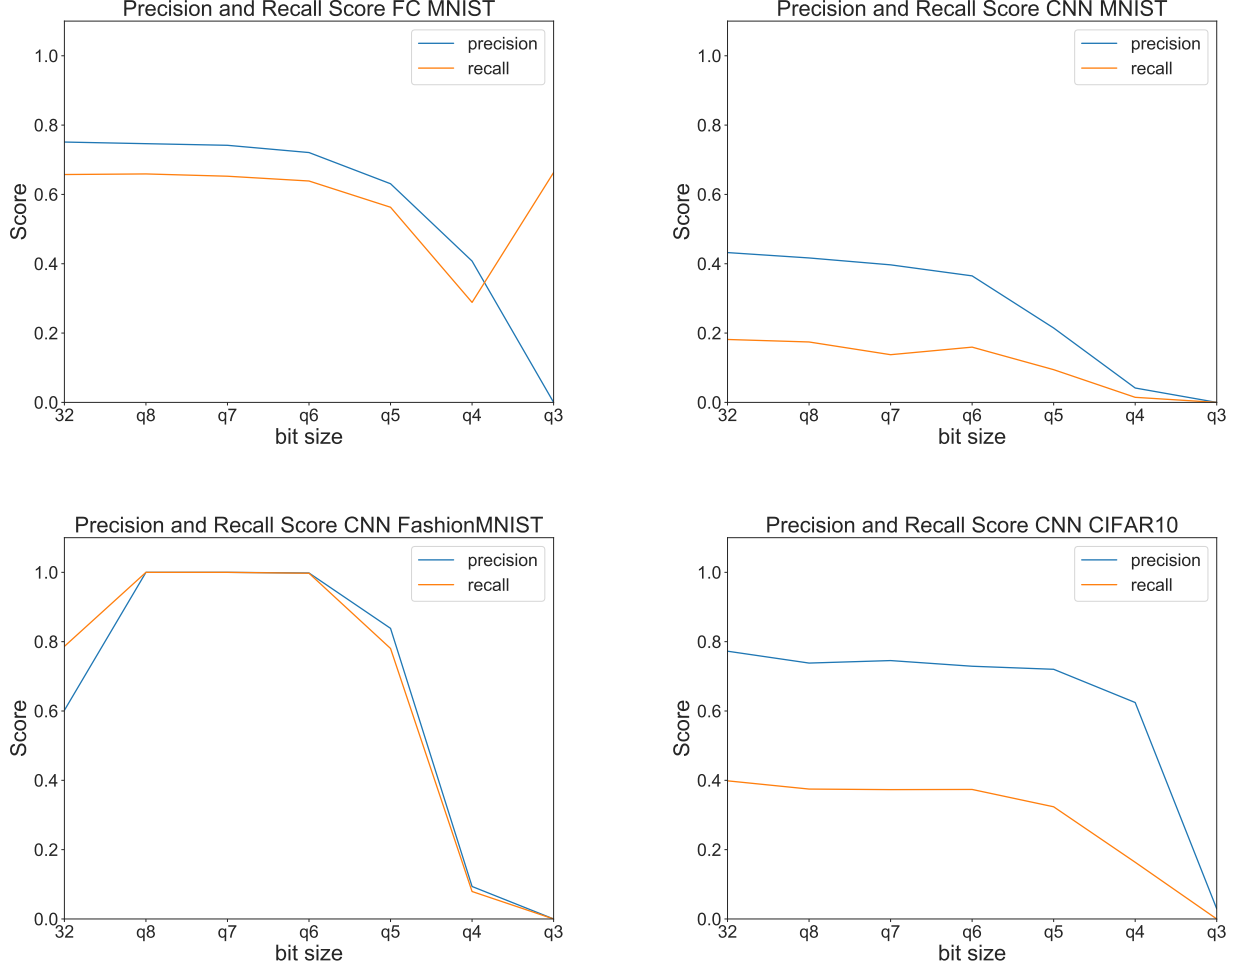 Precision and Recall Score FC MNIST
1.0
0.8
0.6
0.4
0.2
0.0
Score
precision
recall
32 q8 q7 q6 q5 q4 q3
bit size
Precision and Recall Score CNN MNIST
1.0
0.8
0.6
0.4
0.2
0.0
Score
precision
recall
32 q8 q7 q6 q5 q4 q3
bit size
Precision and Recall Score CNN FashionMNIST
1.0
0.8
0.6
0.4
0.2
0.0
Score
precision
recall
32 q8 q7 q6 q5 q4 q3
bit size
Precision and Recall Score CNN CIFAR10
1.0
0.8
0.6
0.4
0.2
0.0
Score
precision
recall
32 q8 q7 q6 q5 q4 q3
bit size